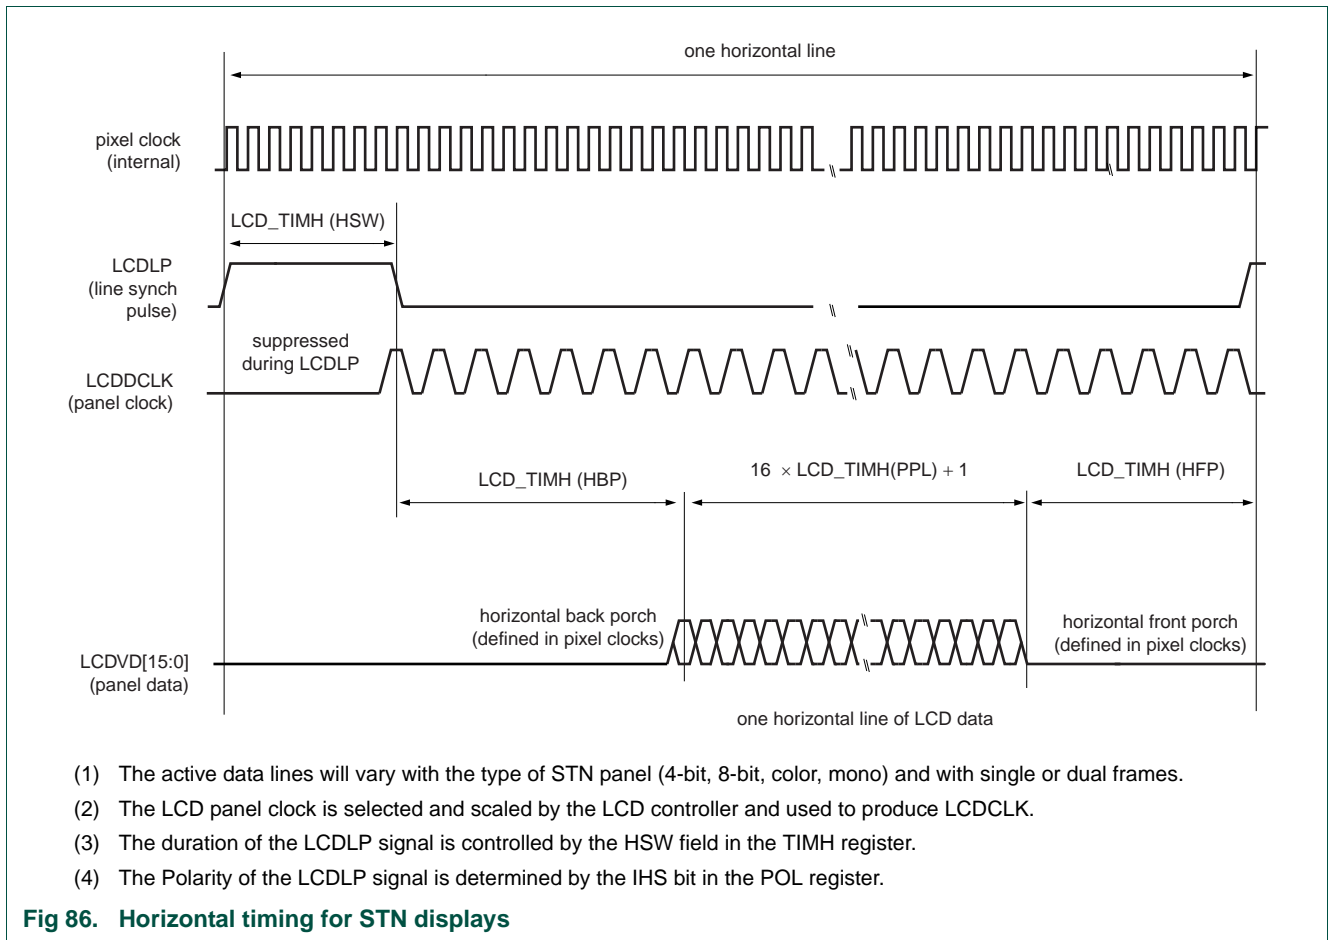 one horizontal line
pixel clock
(internal)
LCD_TIMH (HSW)
LCDLP
(line synch
pulse)
suppressed
during LCDLP
LCDDCLK
(panel clock)
LCD_TIMH (HBP)
16 × LCD_TIMH(PPL) + 1
LCD_TIMH (HFP)
horizontal back porch
(defined in pixel clocks)
horizontal front porch
(defined in pixel clocks)
LCDVD[15:0]
(panel data)
one horizontal line of LCD data
(1) The active data lines will vary with the type of STN panel (4-bit, 8-bit, color, mono) and with single or dual frames.
(2) The LCD panel clock is selected and scaled by the LCD controller and used to produce LCDCLK.
(3) The duration of the LCDLP signal is controlled by the HSW field in the TIMH register.
(4) The Polarity of the LCDLP signal is determined by the IHS bit in the POL register.
Fig 86. Horizontal timing for STN displays